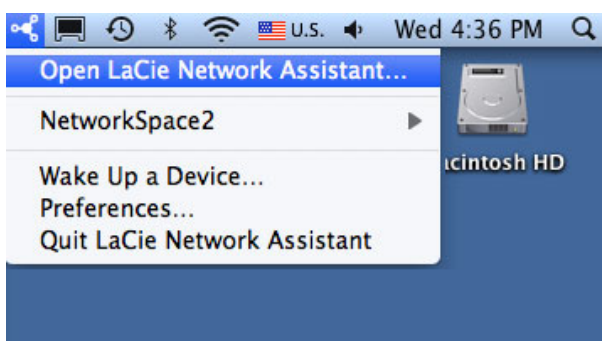 U.S. Wed 4:36 PM
Open LaCie Network Assistant...
NetworkSpace2
Wake Up a Device...
Preferences...
Quit LaCie Network Assistant
acintosh HD